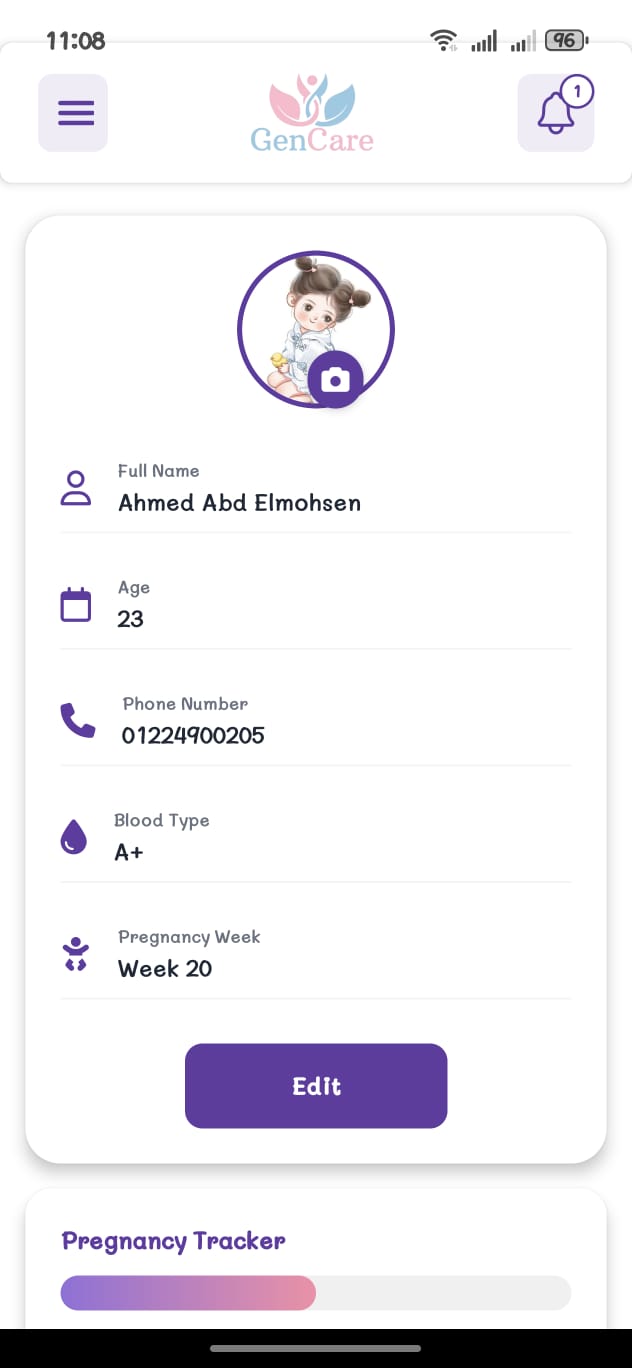 11:08
96
GenCare
1
Full Name
Ahmed Abd Elmohsen
Age
23
Phone Number
01224900205
Blood Type
A+
Pregnancy Week
Week 20
Edit
Pregnancy Tracker